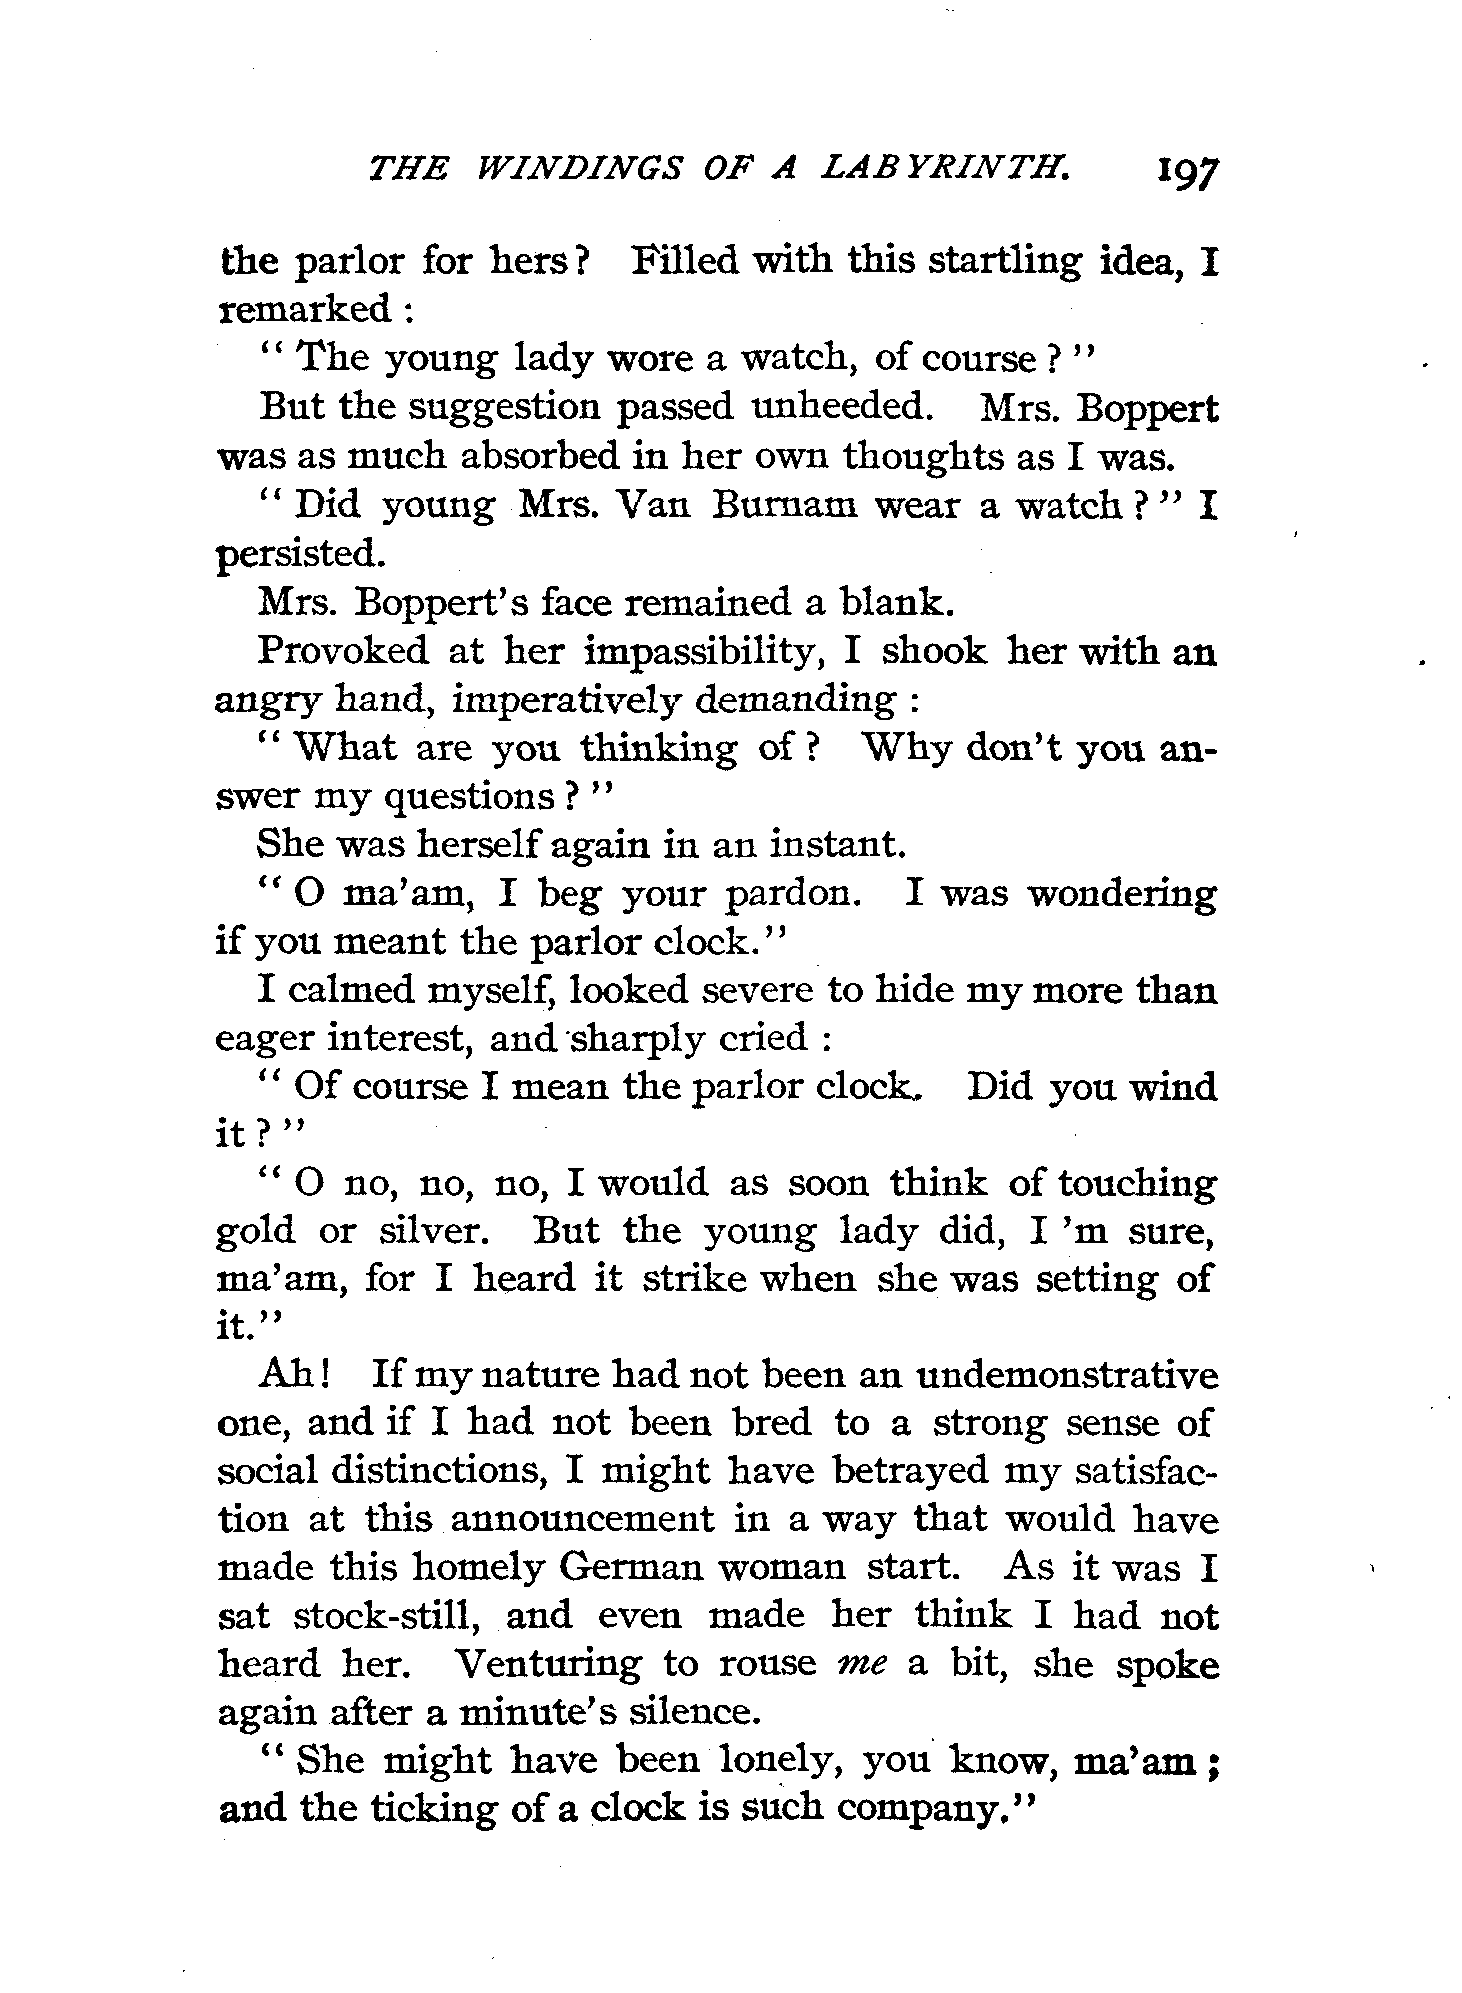 THE WINDINGS OF A LABYRINTH. 197
the parlor for hers? Filled with this startling idea, I
remarked :
" The young lady wore a watch, of course ? "
But the suggestion passed unheeded. Mrs. Boppert
was as much absorbed in her own thoughts as I was.
" Did young Mrs. Van Burnam wear a watch ? " I
persisted.
Mrs. Boppert's face remained a blank.
Provoked at her impassibility, I shook her with an
angry hand, imperatively demanding :
" What are you thinking of ? Why don't you an-
swer my questions ? "
She was herself again in an instant.
" O ma'am, I beg your pardon. I was wondering
if you meant the parlor clock."
I calmed myself, looked severe to hide my more than
eager interest, and sharply cried :
" Of course I mean the parlor clock. Did you wind
it ? "
" O no, no, no, I would as soon think of touching
gold or silver. But the young lady did, I 'm sure,
ma'am, for I heard it strike when she was setting of
it."
Ah! If my nature had not been an undemonstrative
one, and if I had not been bred to a strong sense of
social distinctions, I might have betrayed my satisfac-
tion at this announcement in a way that would have
made this homely German woman start. As it was I
sat stock-still, and even made her think I had not
heard her. Venturing to rouse me a bit, she spoke
again after a minute's silence.
" She might have been lonely, you know, ma'am ;
and the ticking of a clock is such company."